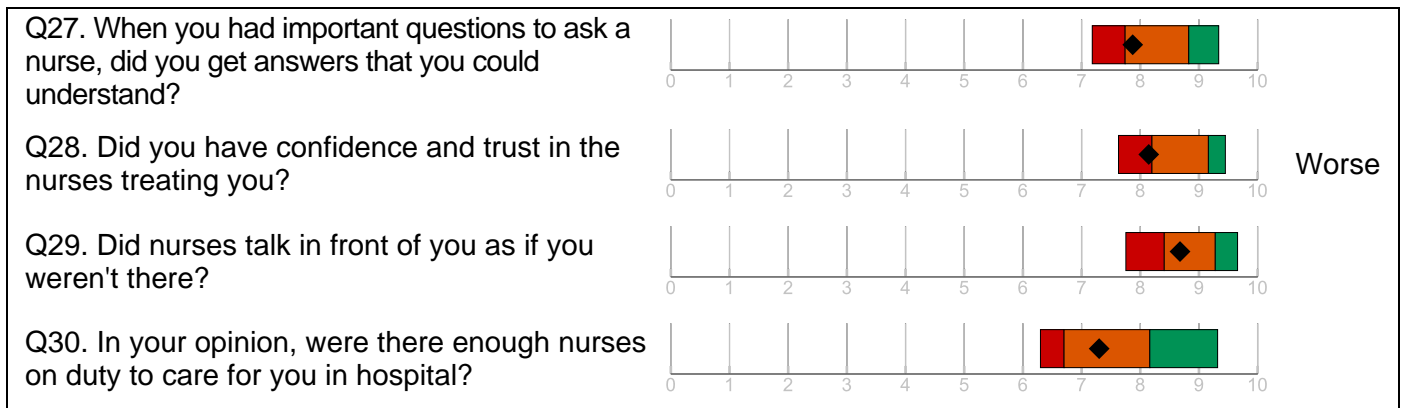 Q27. When you had important questions to ask a
nurse, did you get answers that you could
understand?
0 1 2 3 4 5 6 7 8 9 10
Q28. Did you have confidence and trust in the
nurses treating you?
0 1 2 3 4 5 6 7 8 9 10
Worse
Q29. Did nurses talk in front of you as if you
weren't there?
0 1 2 3 4 5 6 7 8 9 10
Q30. In your opinion, were there enough nurses
on duty to care for you in hospital?
0 1 2 3 4 5 6 7 8 9 10